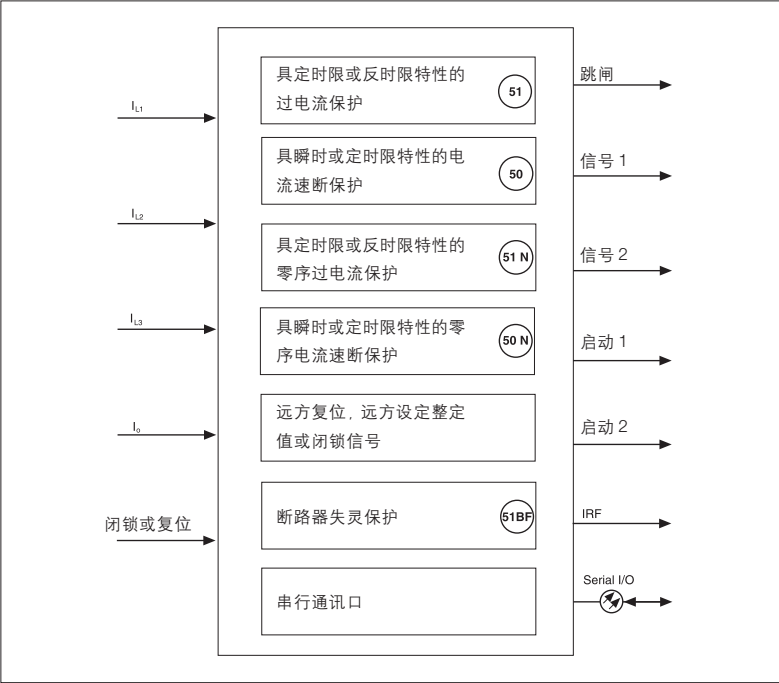 I L1
I L2
I L3
I o
闭锁或复位
具定时限或反时限特性的
过电流保护
51
具瞬时或定时限特性的电
流速断保护
50
具定时限或反时限特性的
零序过电流保护
51 N
具瞬时或定时限特性的零
序电流速断保护
50 N
远方复位, 远方设定整定
值或闭锁信号
断路器失灵保护
51BF
串行通讯口
跳闸
信号 1
信号 2
启动 1
启动 2
IRF
Serial I/O